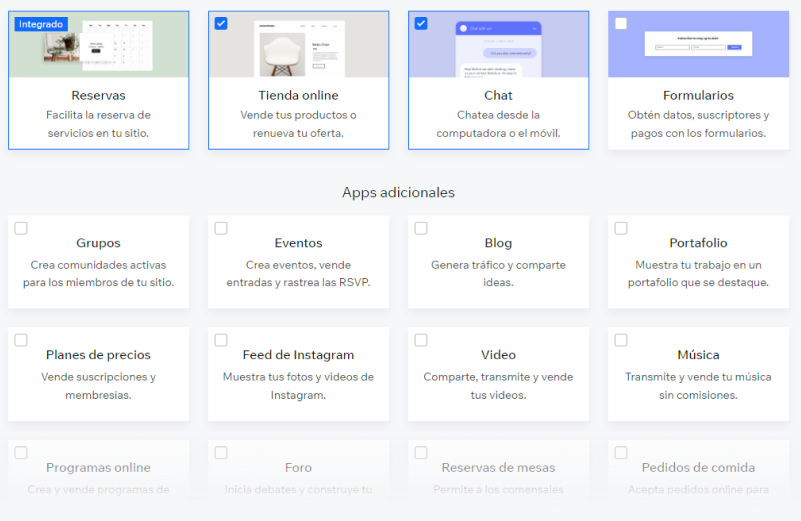 Integrado
Chat with us!
Reservas
Tienda online
Chat
Formularios
Facilita la reserva de
servicios en tu sitio.
Vende tus productos o
renueva tu oferta.
Chatea desde la
computadora o el móvil.
Obtén datos, suscriptores y
pagos con los formularios.
Apps adicionales
Grupos
Eventos
Blog
Portafolio
Crea comunidades activas
para los miembros de tu sitio.
Crea eventos, vende
entradas y rastrea las RSVP.
Genera tráfico y comparte
ideas.
Muestra tu trabajo en un
portafolio que se destaque.
Planes de precios
Feed de Instagram
Video
Música
Vende suscripciones y
membresías.
Muestra tus fotos y videos de
Instagram.
Comparte, transmite y vende
tus videos.
Transmite y vende tu música
sin comisiones.
Programas online
Foro
Reservas de mesas
Pedidos de comida
Crea y vende programas de
Inicia debates y construye tu
Permite a los comensales
Acepta pedidos online para